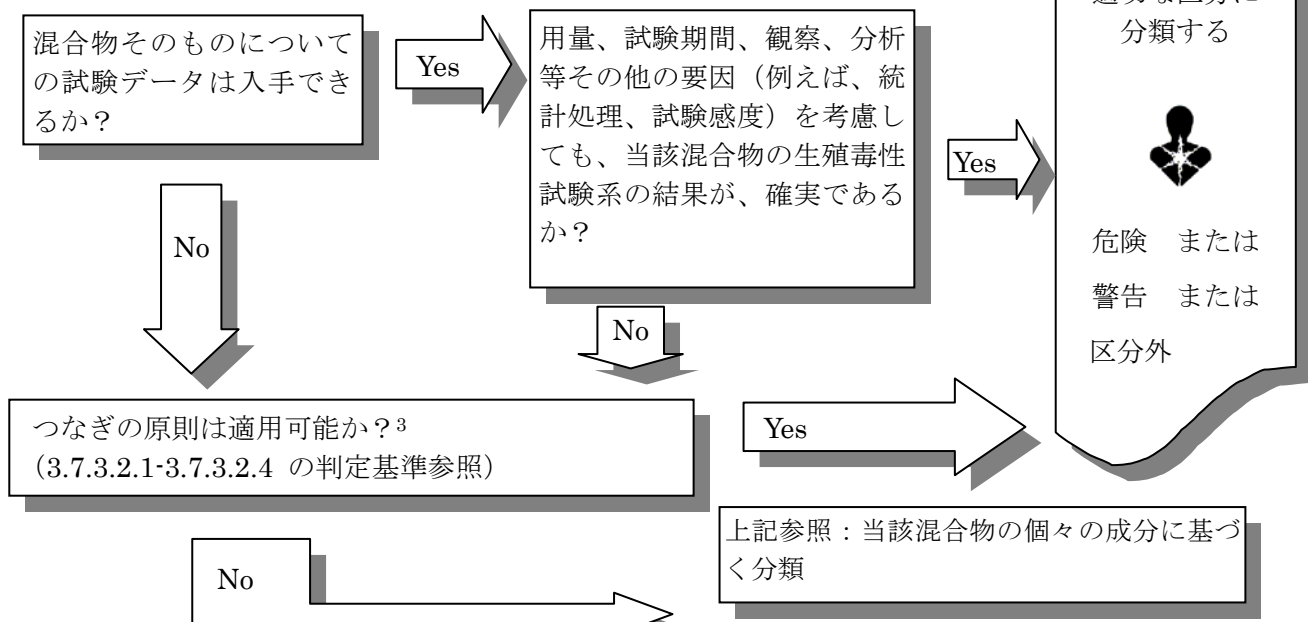 混合物そのものについて
の試験データは入手でき
るか？
Yes
用量、試験期間、観察、分析
等その他の要因（例えば、統
計処理、試験感度）を考慮し
ても、当該混合物の生殖毒性
試験系の結果が、確実である
か？
Yes
分類する
危険 または
警告 または
区分外
No
No
つなぎの原則は適用可能か？3
（3.7.3.2.1-3.7.3.2.4 の判定基準参照）
Yes
上記参照：当該混合物の個々の成分に基づ
く分類
No